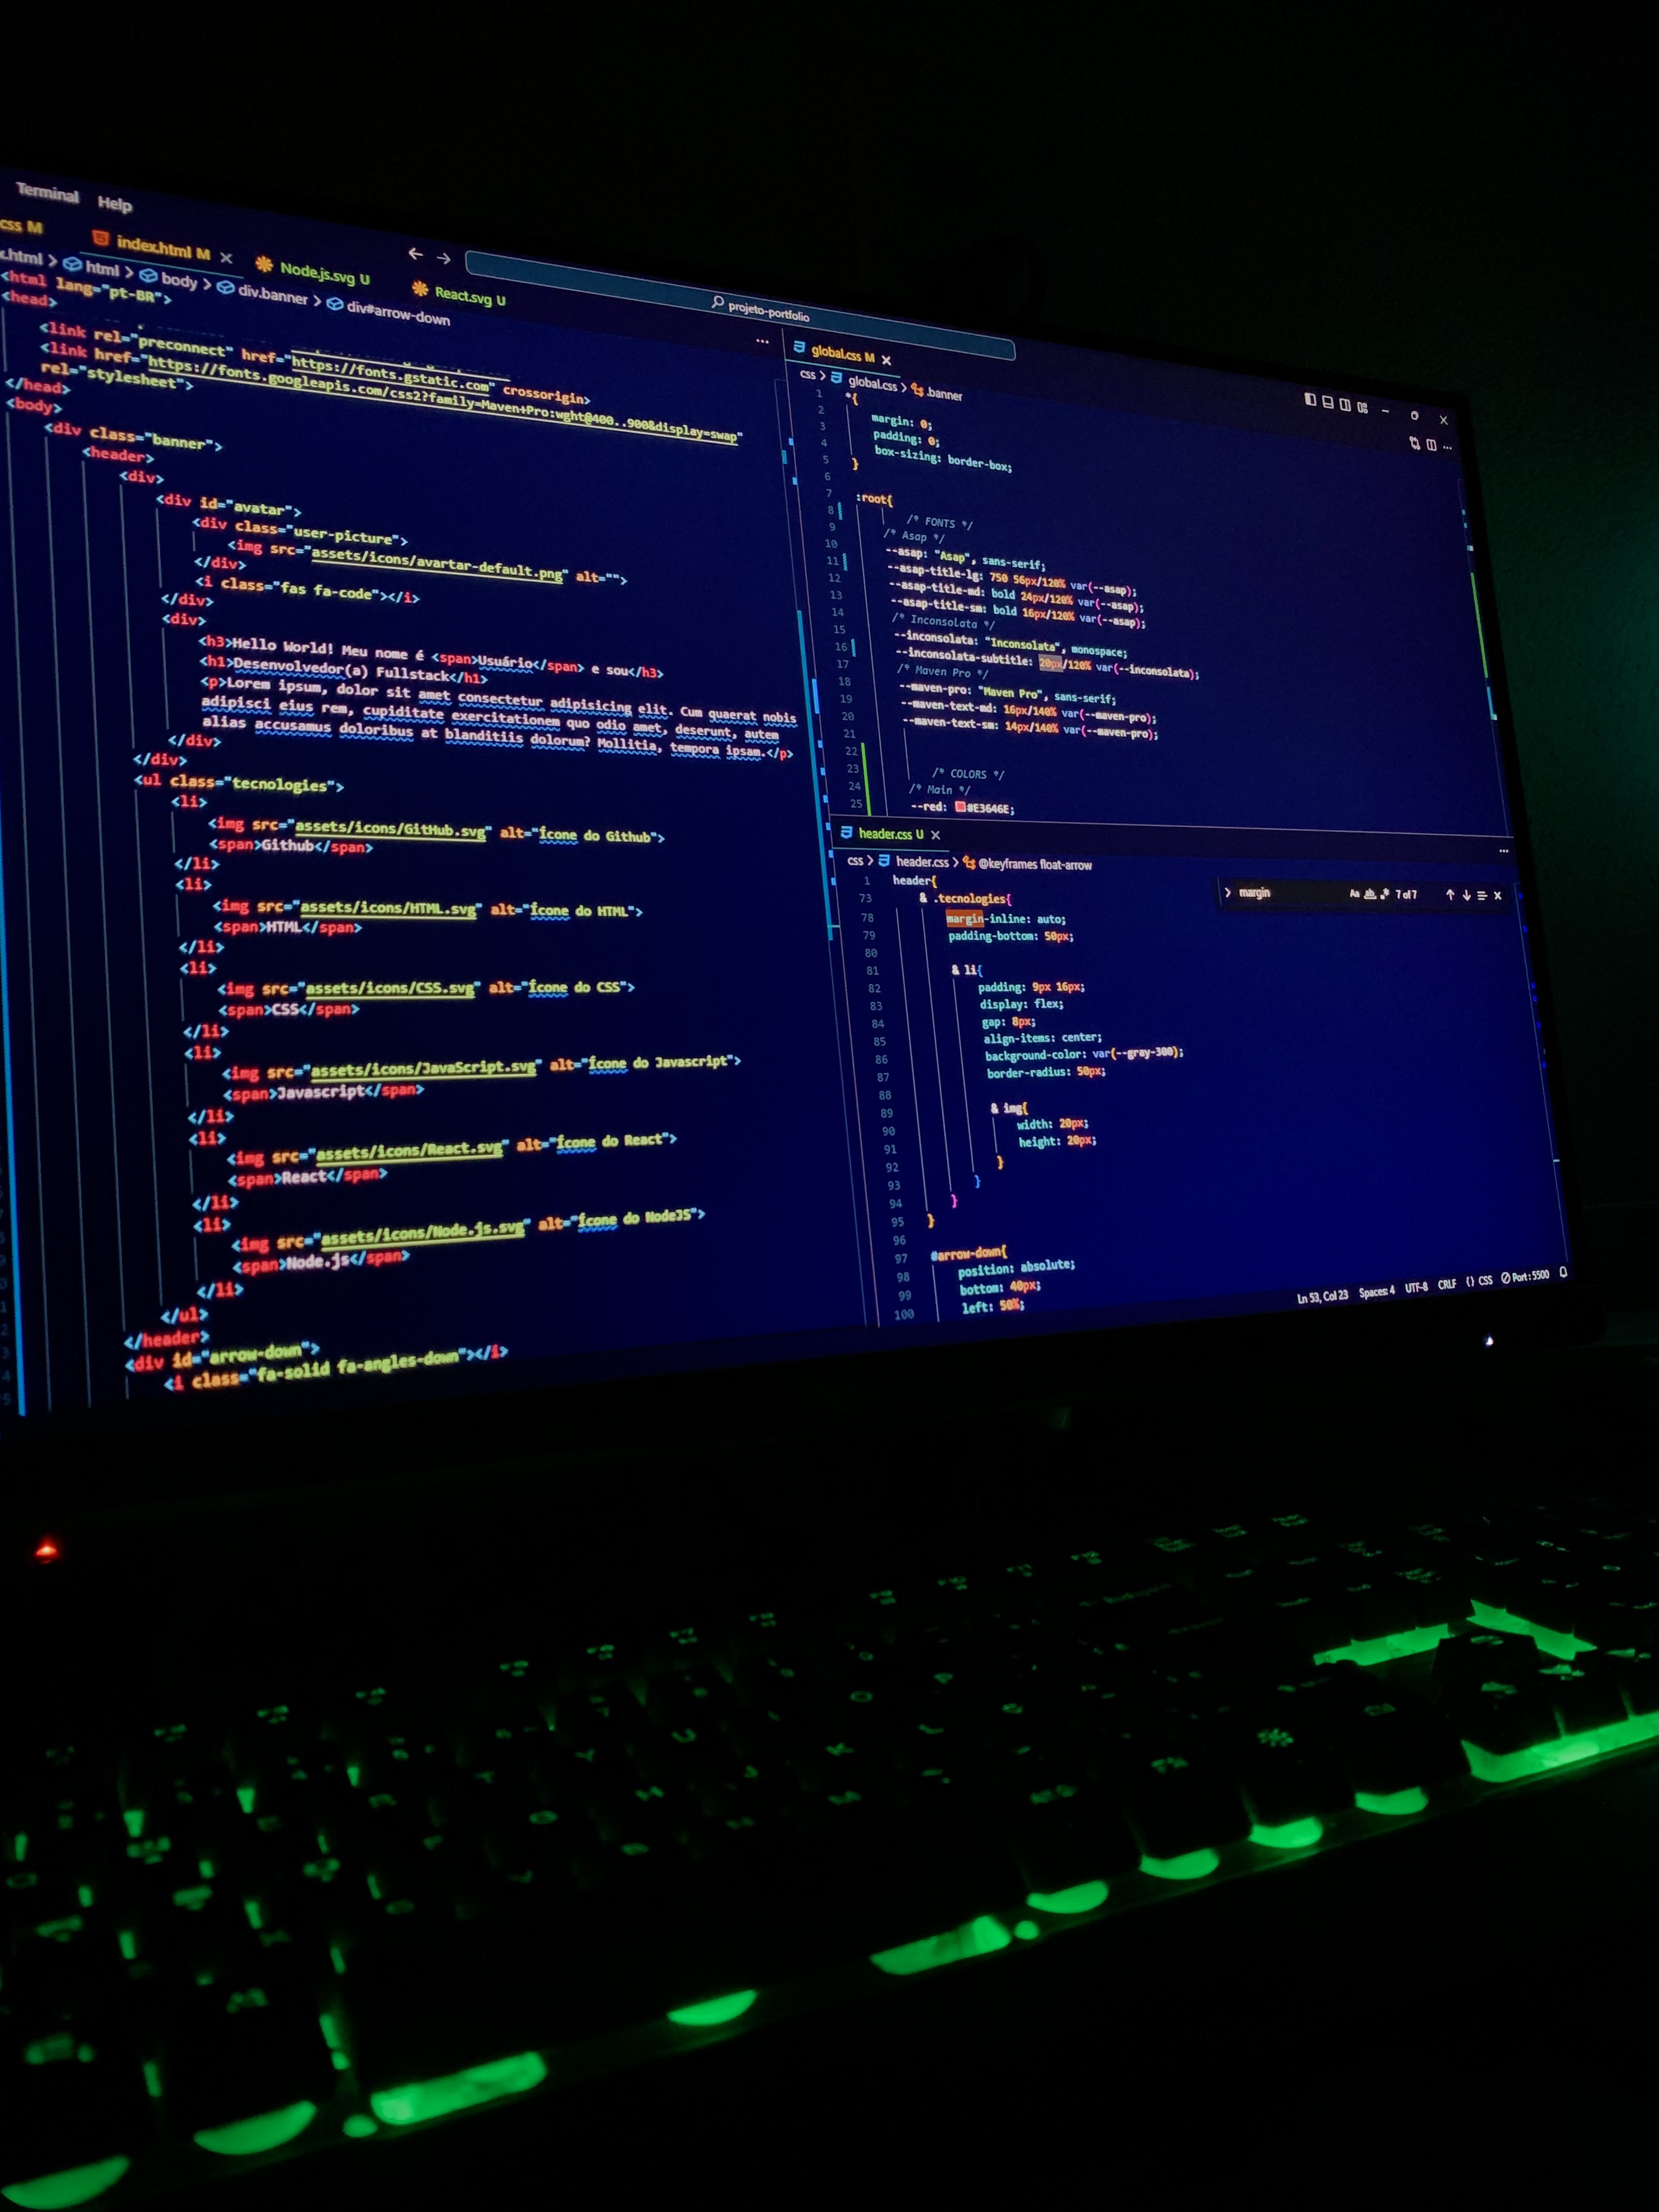 Terminal Help
projeto-portfolio
css M
index.html M
Node.js.svg U
React.svg U
.html > html > body > div.banner > div#arrow-down
<html lang="pt-BR">
<head>
<link rel="preconnect" href="https://fonts.gstatic.com" crossorigin>
<link href="https://fonts.googleapis.com/css2?family=Maven+Pro:wght@400..900&display=swap"
rel="stylesheet">
</head>
<body>
<div class="banner">
<header>
<div>
<div id="avatar">
<div class="user-picture">
<img src="assets/icons/avartar-default.png" alt="">
</div>
<i class="fas fa-code"></i>
</div>
<div>
<h3>Hello World! Meu nome é <span>Usuário</span> e sou</h3>
<h1>Desenvolvedor(a) Fullstack</h1>
<p>Lorem ipsum, dolor sit amet consectetur adipisicing elit. Cum quaerat nobis
adipisci eius rem, cupiditate exercitationem quo odio amet, deserunt, autem
alias accusamus doloribus at blanditiis dolorum? Mollitia, tempora ipsam.</p>
</div>
</div>
<ul class="tecnologies">
<li>
<img src="assets/icons/GitHub.svg" alt="Ícone do Github">
<span>Github</span>
</li>
<li>
<img src="assets/icons/HTML.svg" alt="Ícone do HTML">
<span>HTML</span>
</li>
<li>
<img src="assets/icons/CSS.svg" alt="Ícone do CSS">
<span>CSS</span>
</li>
<li>
<img src="assets/icons/JavaScript.svg" alt="Ícone do Javascript">
<span>Javascript</span>
</li>
<li>
<img src="assets/icons/React.svg" alt="Ícone do React">
<span>React</span>
</li>
<li>
<img src="assets/icons/Node.js.svg" alt="Ícone do NodeJS">
<span>Node.js</span>
</li>
</ul>
</header>
<div id="arrow-down">
<i class="fa-solid fa-angles-down"></i>
global.css M
css > global.css > .banner
1 *{
2 margin: 0;
3 padding: 0;
4 box-sizing: border-box;
5 }
6
7 :root{
8 /* FONTS */
9 /* Asap */
10 --asap: "Asap", sans-serif;
11 --asap-title-lg: 750 56px/120% var(--asap);
12 --asap-title-md: bold 24px/120% var(--asap);
13 --asap-title-sm: bold 16px/120% var(--asap);
14 /* Inconsolata */
15 --inconsolata: "Inconsolata", monospace;
16 --inconsolata-subtitle: 20px/120% var(--inconsolata);
17 /* Maven Pro */
18 --maven-pro: "Maven Pro", sans-serif;
19 --maven-text-md: 16px/140% var(--maven-pro);
20 --maven-text-sm: 14px/140% var(--maven-pro);
21
22
23 /* COLORS */
24 /* Main */
25 --red: #E3646E;
header.css U
css > header.css > @keyframes float-arrow
margin Aa ab 7 of 7
1 header{
73 & .tecnologies{
78 margin-inline: auto;
79 padding-bottom: 50px;
80
81 & li{
82 padding: 9px 16px;
83 display: flex;
84 gap: 8px;
85 align-items: center;
86 background-color: var(--gray-300);
87 border-radius: 50px;
88
89 & img{
90 width: 20px;
91 height: 20px;
92 }
93 }
94 }
95 }
96
97 #arrow-down{
98 position: absolute;
99 bottom: 40px;
100 left: 50%;
Ln 53, Col 23 Spaces: 4 UTF-8 CRLF {} CSS Port : 5500